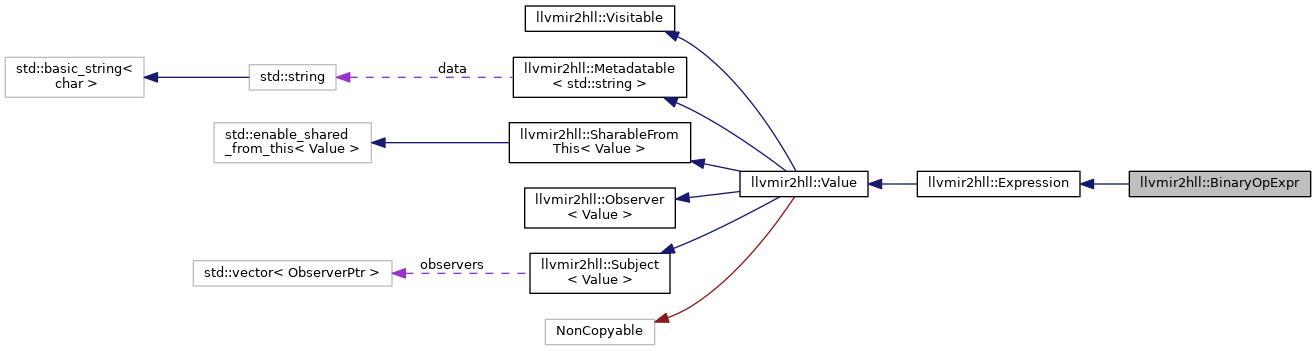 llvmir2hll::Visitable
std::basic_string<
char >
std::string
data
llvmir2hll::Metadatable
< std::string >
std::enable_shared
_from_this< Value >
llvmir2hll::SharableFrom
This< Value >
llvmir2hll::Value
llvmir2hll::Expression
llvmir2hll::BinaryOpExpr
llvmir2hll::Observer
< Value >
std::vector< ObserverPtr >
observers
llvmir2hll::Subject
< Value >
NonCopyable